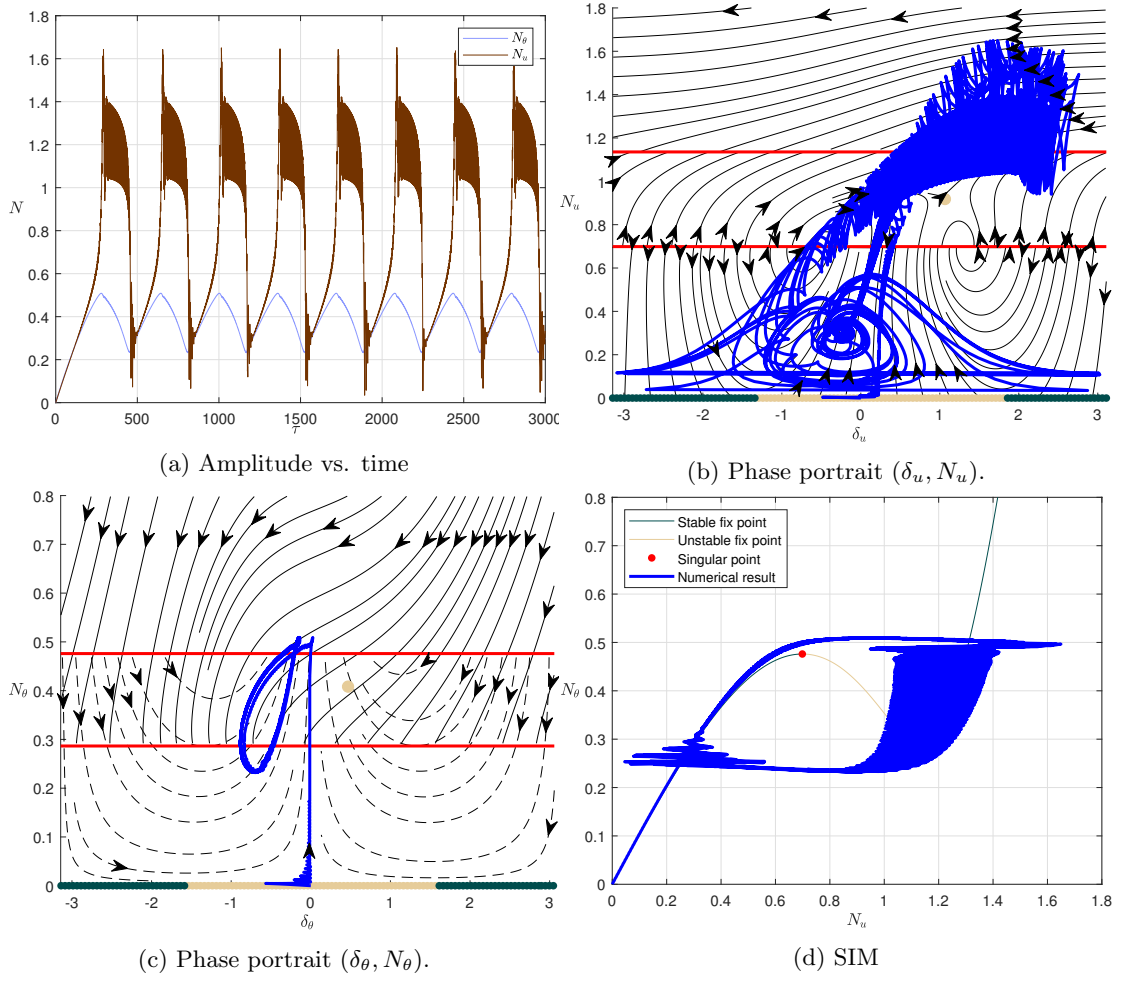 1.8
1.6
1.4
1.2
1
N
0.8
0.6
0.4
0.2
0
0 500 1000 1500 2000 2500 3000
τ
N_θ
N_u
(a) Amplitude vs. time
1.8
1.6
1.4
1.2
1
N_u
0.8
0.6
0.4
0.2
0
-3 -2 -1 0 1 2 3
δ_u
(b) Phase portrait (δ_u, N_u).
0.8
0.7
0.6
0.5
N_θ
0.4
0.3
0.2
0.1
0
-3 -2 -1 0 1 2 3
δ_θ
(c) Phase portrait (δ_θ, N_θ).
0.8
0.7
0.6
0.5
N_θ
0.4
0.3
0.2
0.1
0
0 0.2 0.4 0.6 0.8 1 1.2 1.4 1.6 1.8
N_u
Stable fix point
Unstable fix point
Singular point
Numerical result
(d) SIM